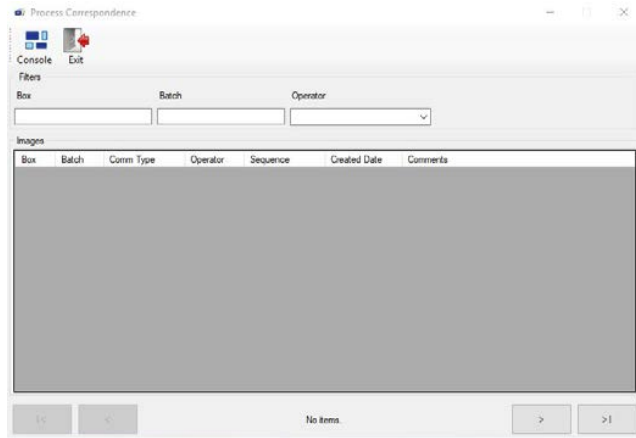 Process Correspondence
Console Exit
Filters
Box Batch Operator
Images
Box Batch Comm Type Operator Sequence Created Date Comments
|< < No items. > >|